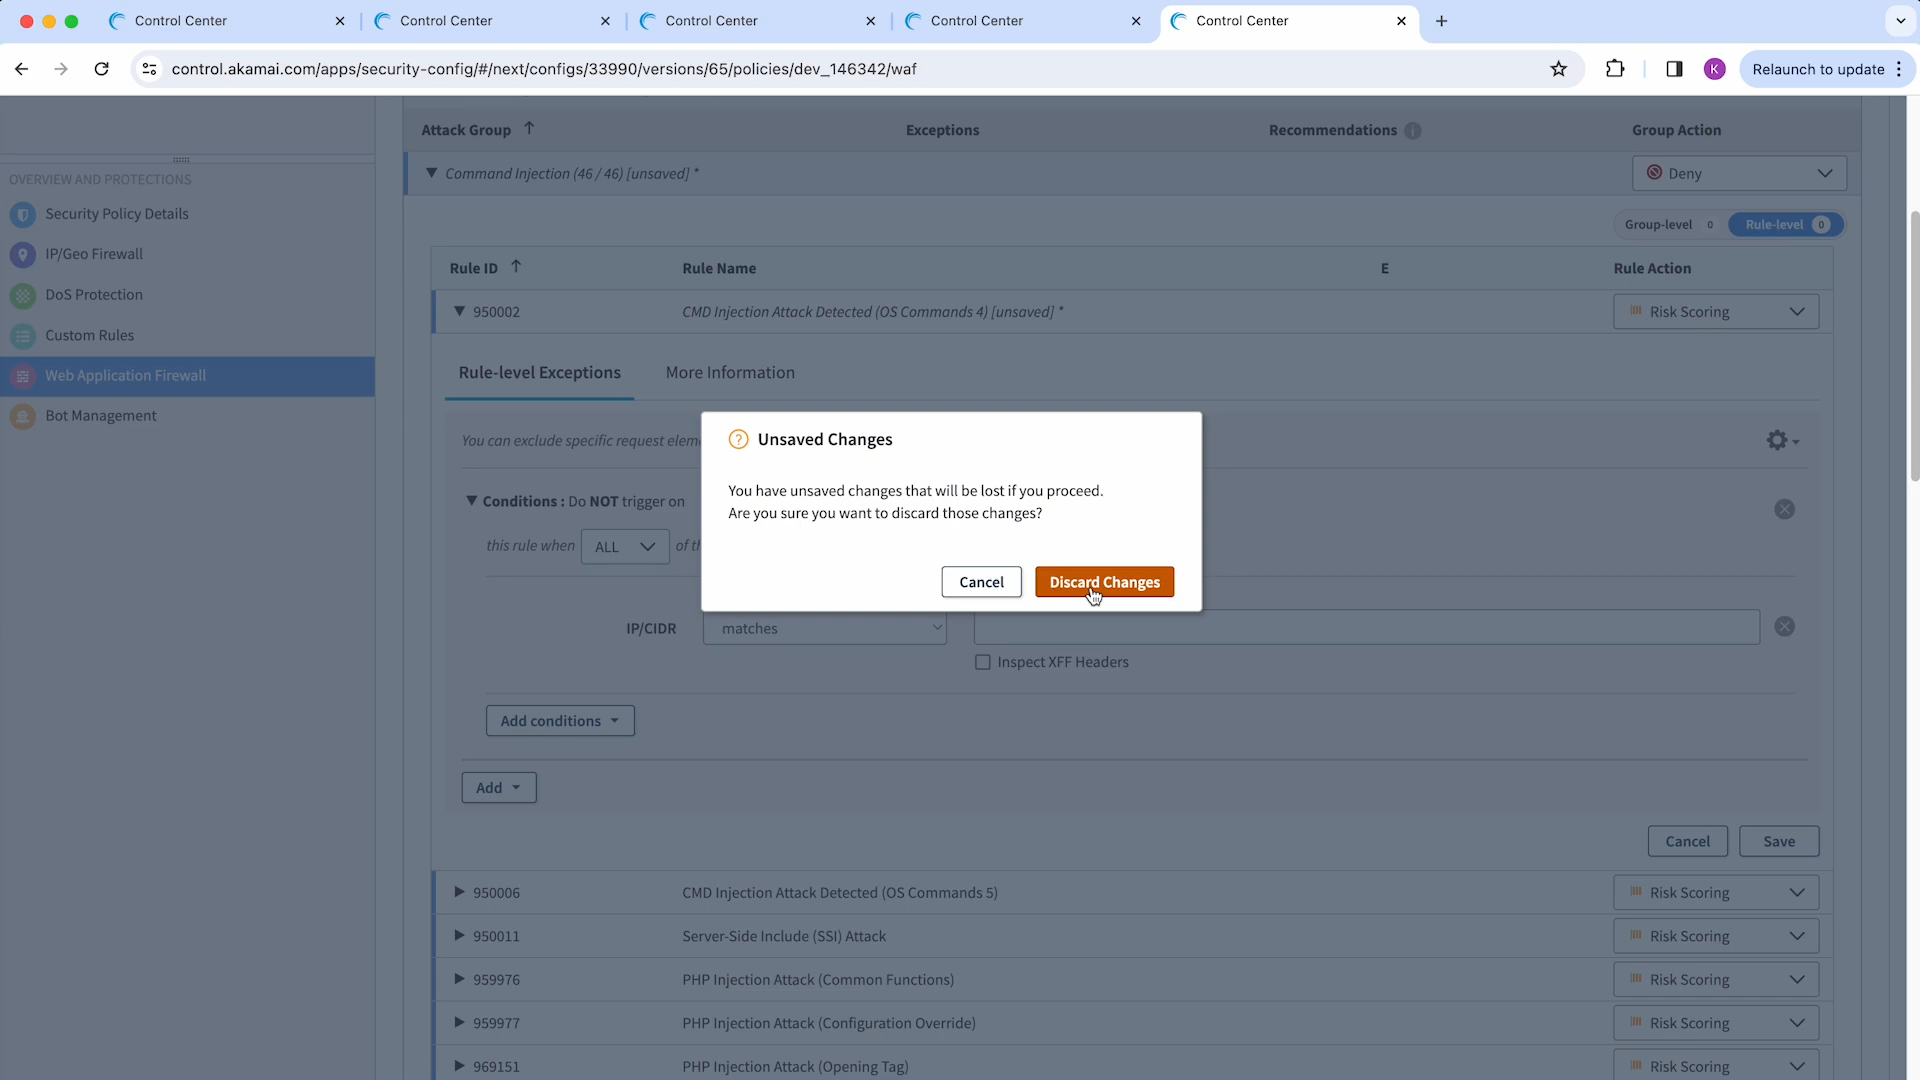 Control Center
Control Center
Control Center
Control Center
Control Center
control.akamai.com/apps/security-config/#/next/configs/33990/versions/65/policies/dev_146342/waf
K
Relaunch to update
Attack Group
Exceptions
Recommendations
Group Action
Command Injection (46 / 46) [unsaved] *
Deny
OVERVIEW AND PROTECTIONS
Security Policy Details
IP/Geo Firewall
DoS Protection
Custom Rules
Web Application Firewall
Bot Management
Group-level 0
Rule-level 0
Rule ID
Rule Name
E
Rule Action
950002
CMD Injection Attack Detected (OS Commands 4) [unsaved] *
Risk Scoring
Rule-level Exceptions
More Information
You can exclude specific request elem
Conditions : Do NOT trigger on
this rule when ALL of th
Unsaved Changes
You have unsaved changes that will be lost if you proceed.
Are you sure you want to discard those changes?
Cancel
Discard Changes
IP/CIDR
matches
Inspect XFF Headers
Add conditions
Add
Cancel
Save
950006
CMD Injection Attack Detected (OS Commands 5)
Risk Scoring
950011
Server-Side Include (SSI) Attack
Risk Scoring
959976
PHP Injection Attack (Common Functions)
Risk Scoring
959977
PHP Injection Attack (Configuration Override)
Risk Scoring
969151
PHP Injection Attack (Opening Tag)
Risk Scoring